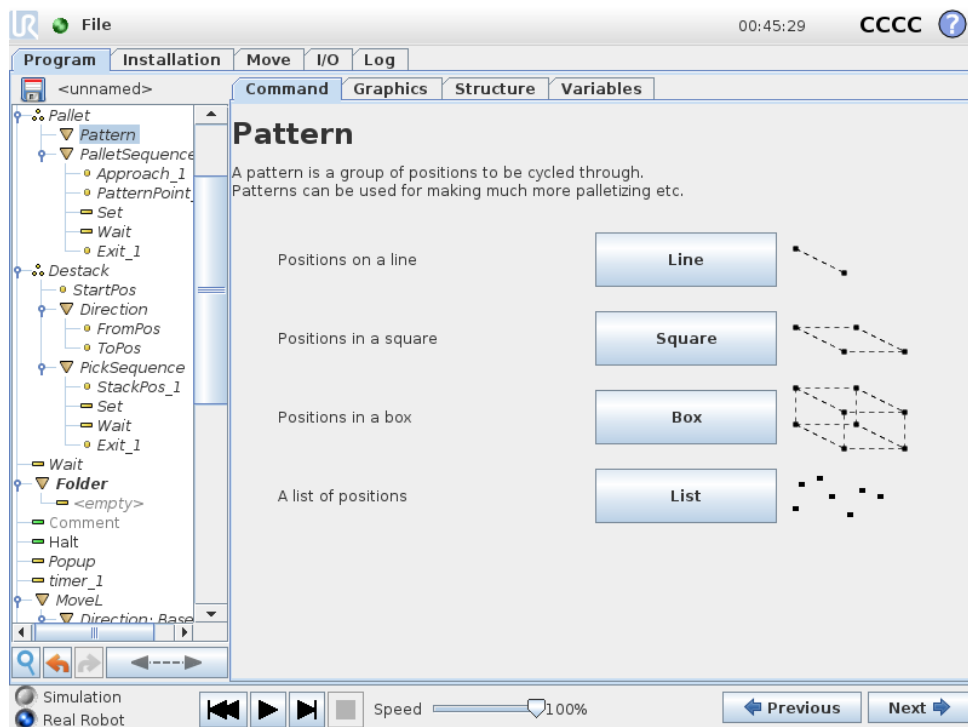 UR File 00:45:29 CCCC ?
Program Installation Move I/O Log
<unnamed>
Command Graphics Structure Variables
Pallet
Pattern
PalletSequence
Approach_1
PatternPoint_
Set
Wait
Exit_1
Destack
StartPos
Direction
FromPos
ToPos
PickSequence
StackPos_1
Set
Wait
Exit_1
Wait
Folder
<empty>
Comment
Halt
Popup
timer_1
MoveL
Direction: Base
Pattern
A pattern is a group of positions to be cycled through.
Patterns can be used for making much more palletizing etc.
Positions on a line Line
Positions in a square Square
Positions in a box Box
A list of positions List
Simulation
Real Robot
Speed 100%
Previous Next